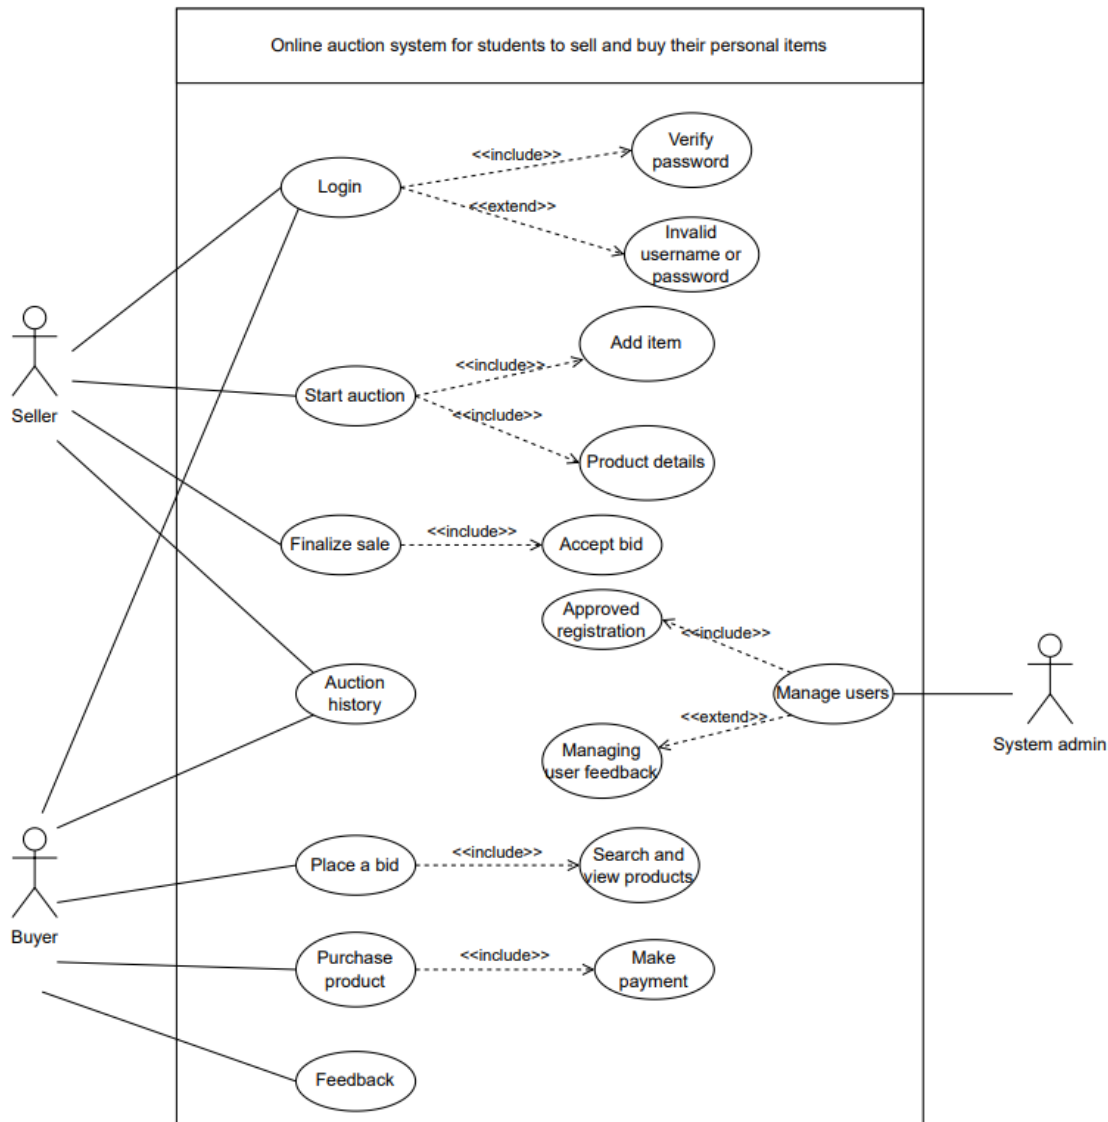 Online auction system for students to sell and buy their personal items
Verify
password
<<include>>
Login
<<extend>>
Invalid
username or
password
Add item
<<include>>
Start auction
Seller
<<include>>
Product details
<<include>>
Finalize sale
Accept bid
Approved
registration
<<include>>
Auction
history
Manage users
<<extend>>
System admin
Managing
user feedback
<<include>>
Place a bid
Search and
view products
Buyer
Purchase
product
<<include>>
Make
payment
Feedback